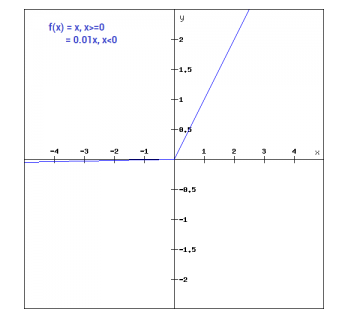 y
f(x) = x, x>=0
= 0.01x, x<0
2
1.5
1
0.5
-4 -3 -2 -1 1 2 3 4 x
-0.5
-1
-1.5
-2